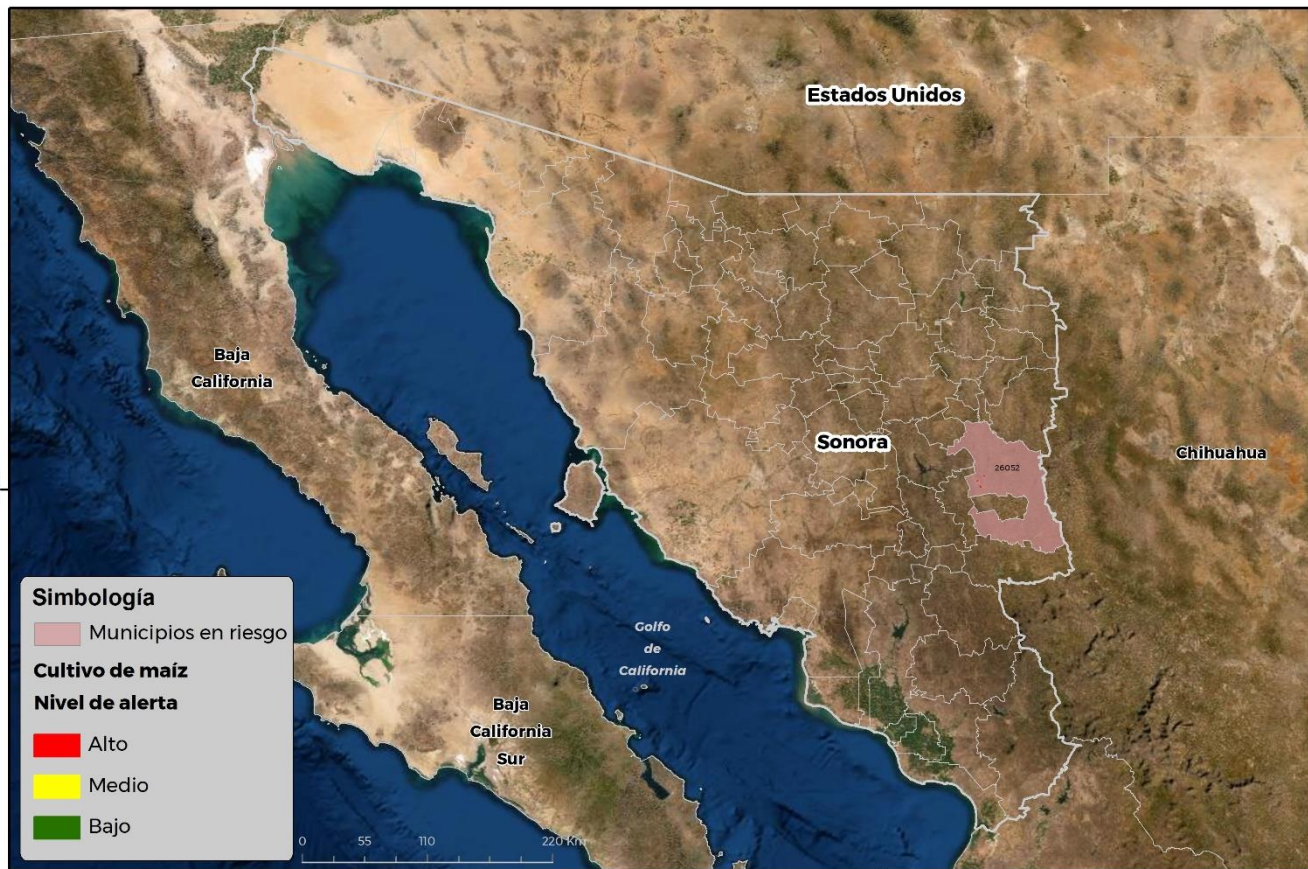 Estados Unidos
Baja
California
Sonora
26052
Chihuahua
Golfo
de
California
Baja
California
Sur
Simbología
Municipios en riesgo
Cultivo de maíz
Nivel de alerta
Alto
Medio
Bajo
0 55 110 220 Km